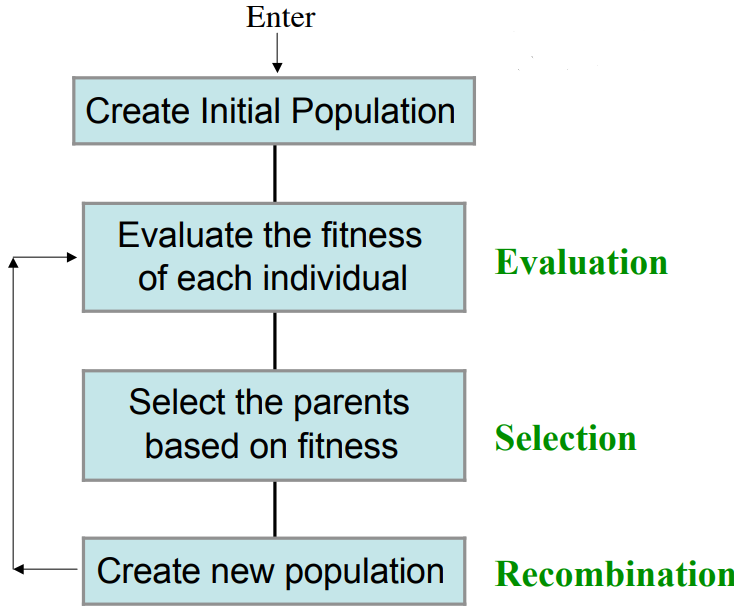 Enter
Create Initial Population
Evaluate the fitness
of each individual
Evaluation
Select the parents
based on fitness
Selection
Create new population
Recombination